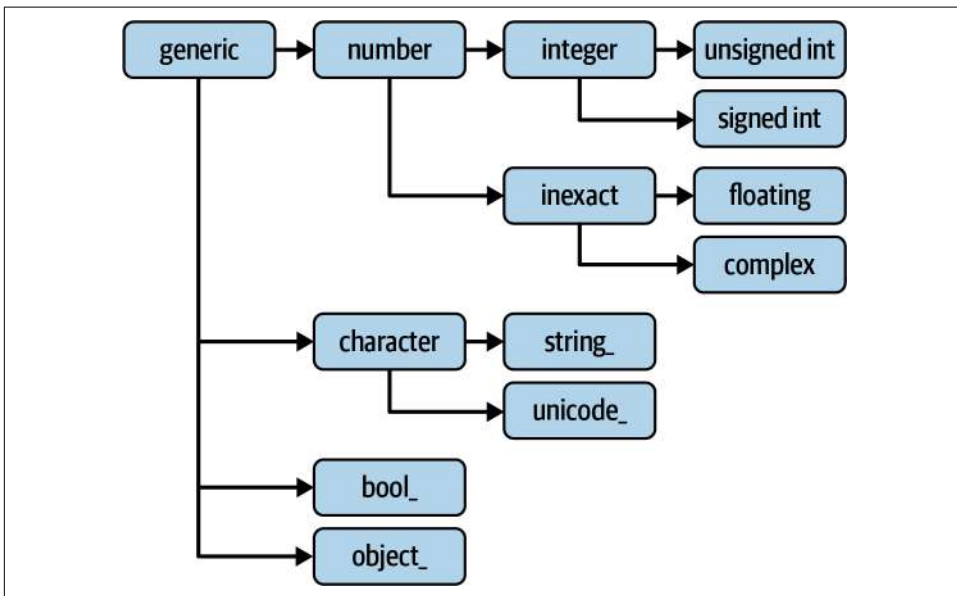 generic
number
integer
unsigned int
signed int
inexact
floating
complex
character
string_
unicode_
bool_
object_